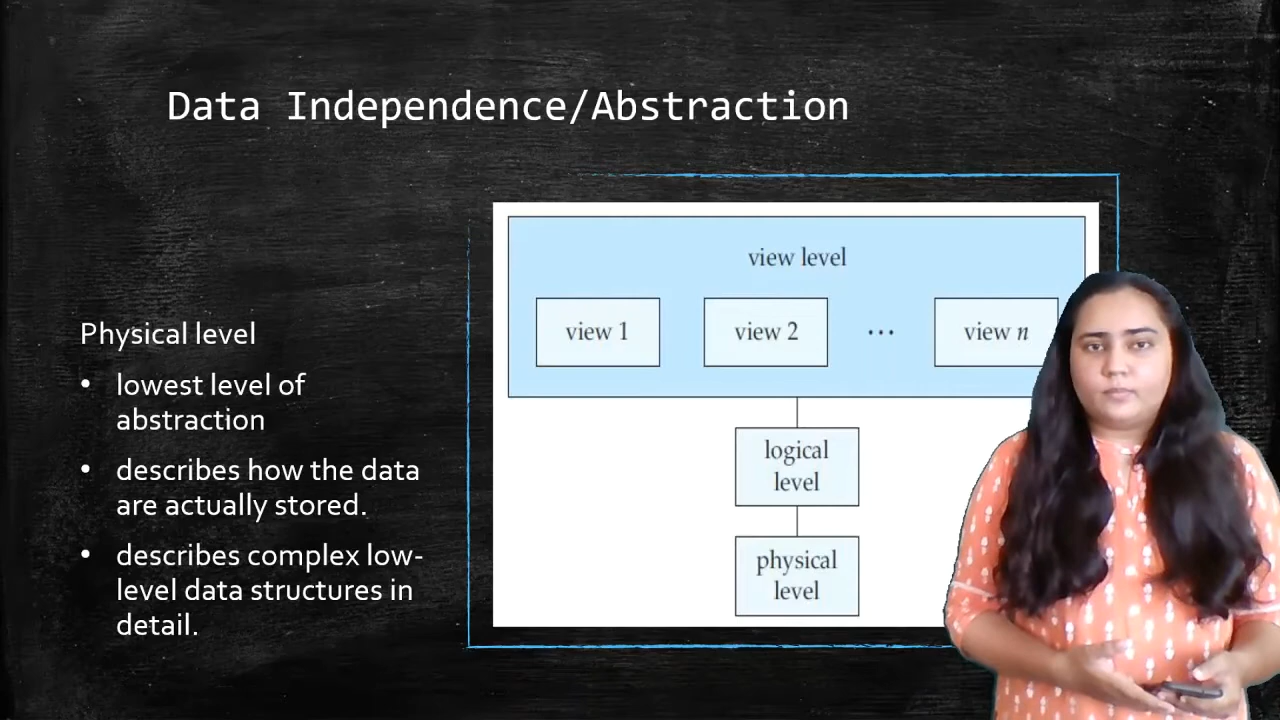 Data Independence/Abstraction
Physical level
• lowest level of
abstraction
• describes how the data
are actually stored.
• describes complex low-
level data structures in
detail.
view level
view 1
view 2
...
view n
logical
level
physical
level